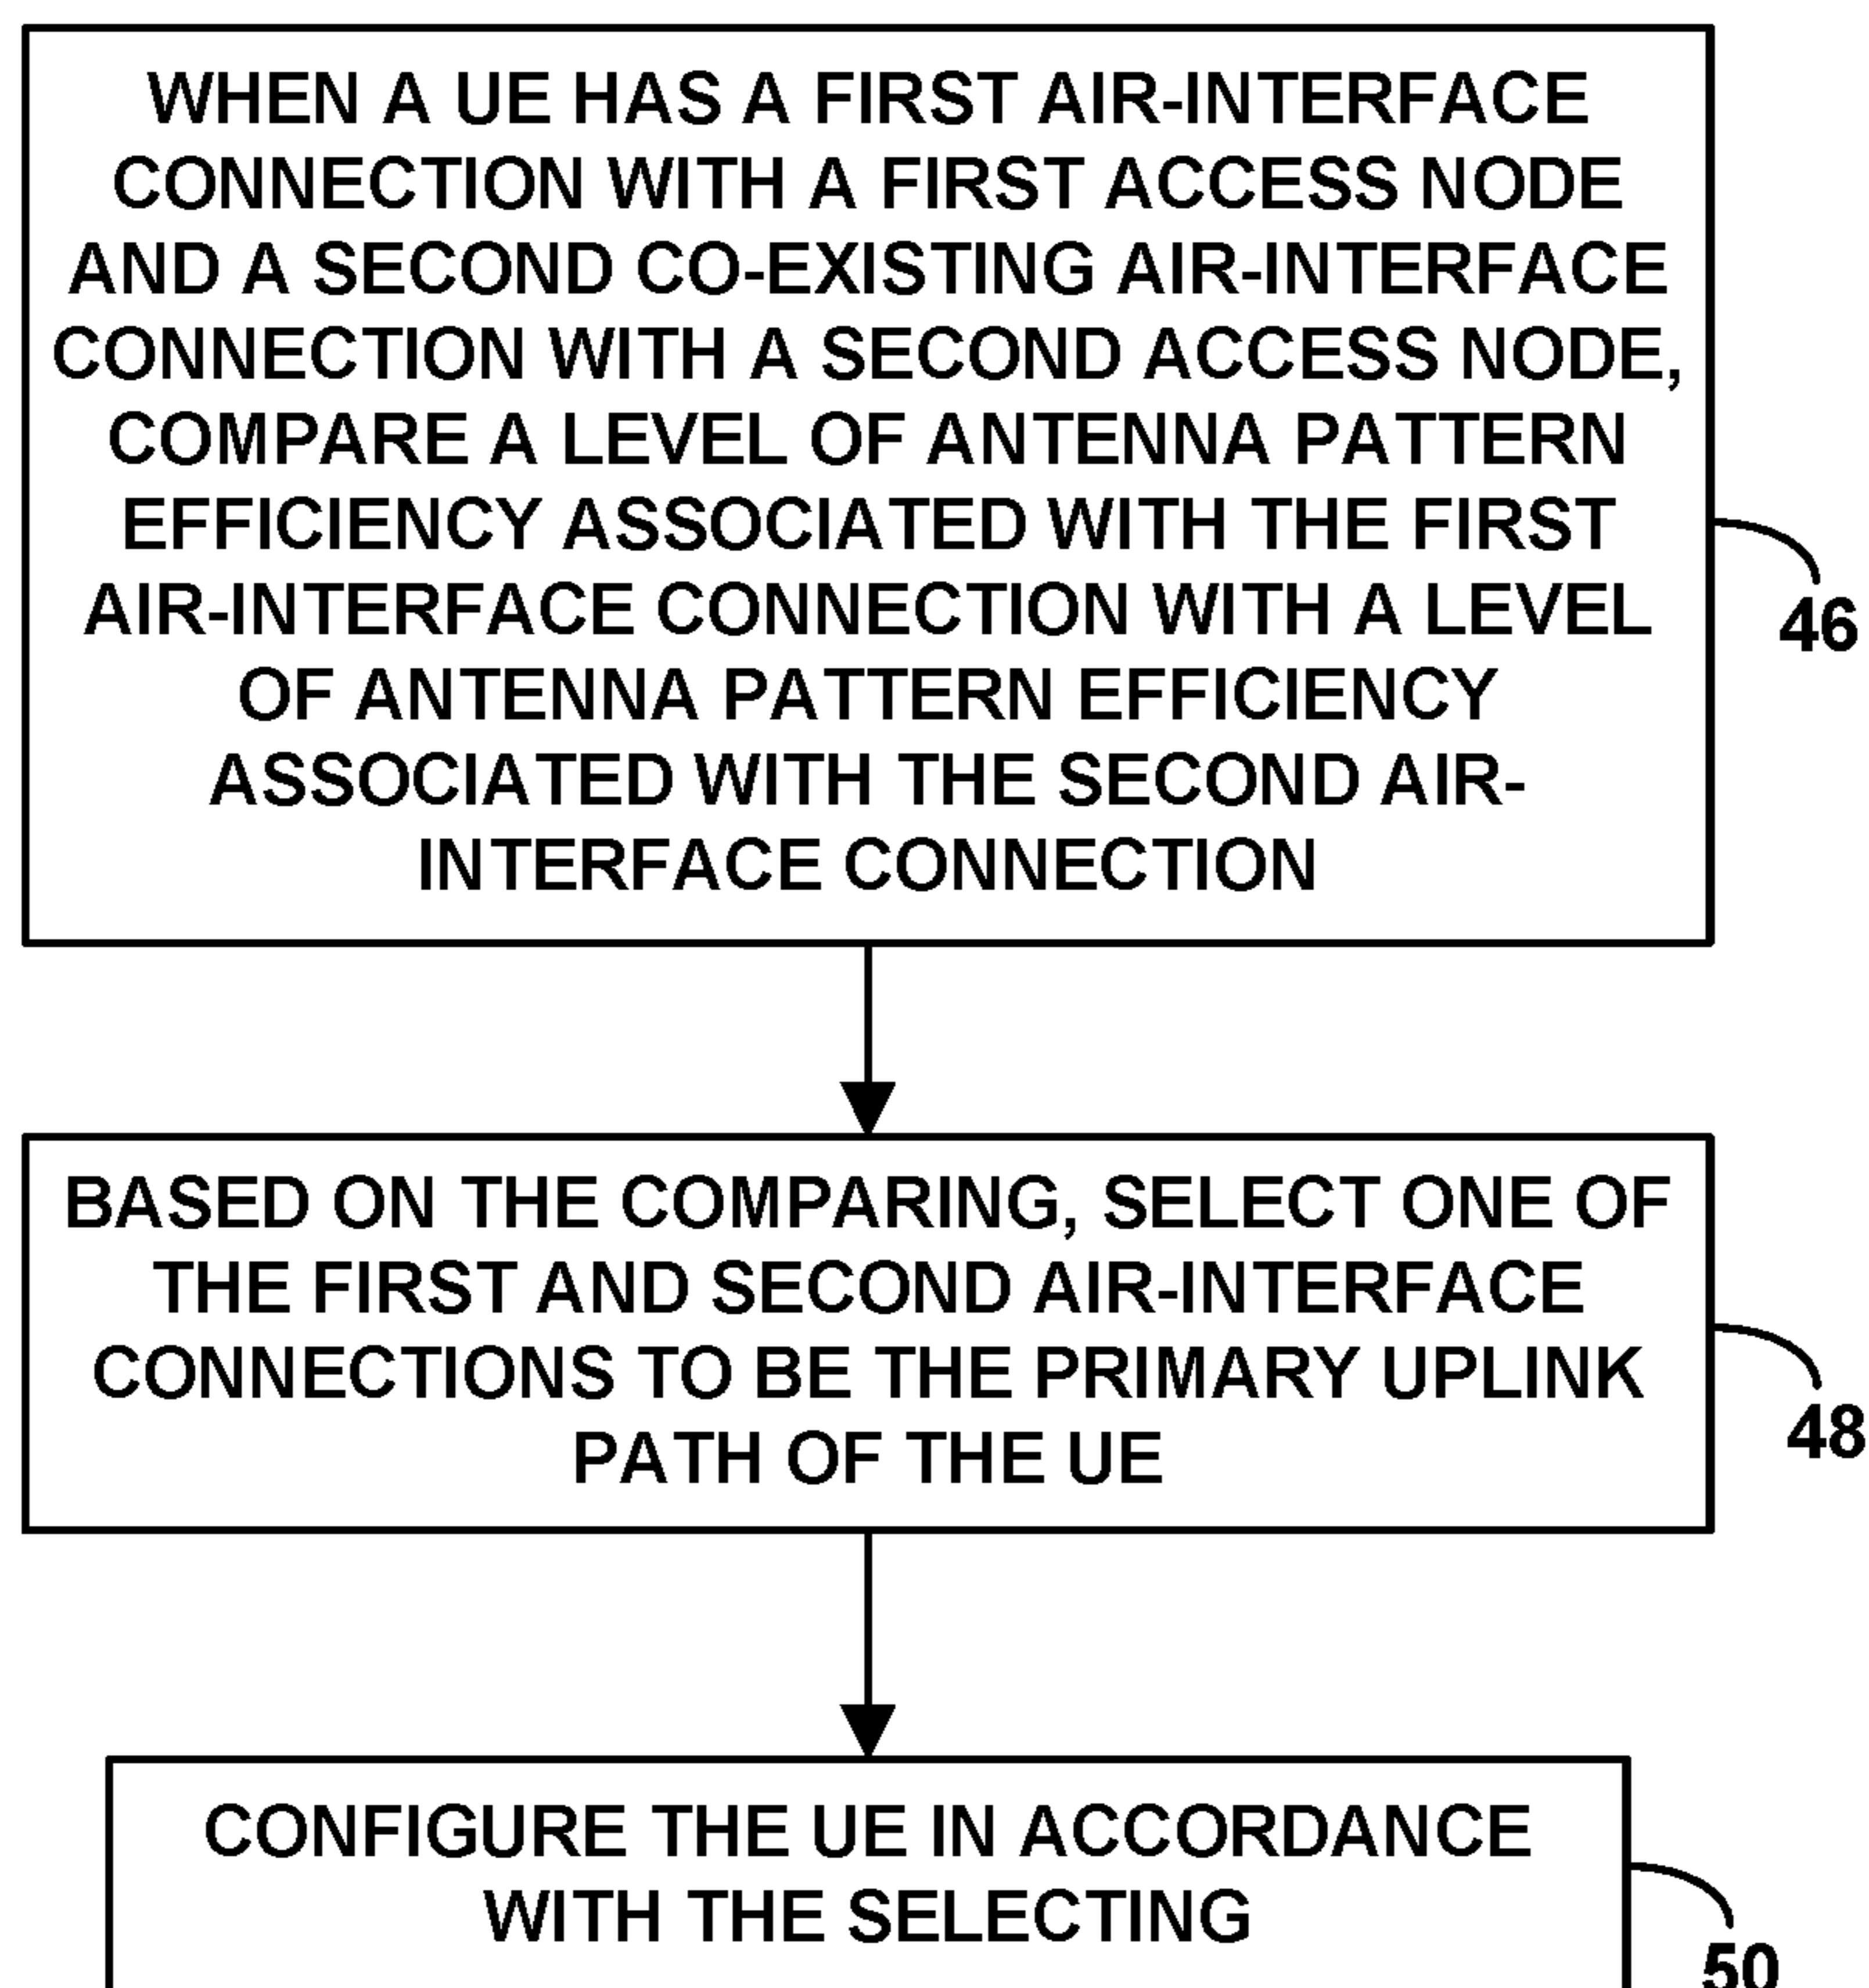 WHEN A UE HAS A FIRST AIR-INTERFACE
CONNECTION WITH A FIRST ACCESS NODE
AND A SECOND CO-EXISTING AIR-INTERFACE
CONNECTION WITH A SECOND ACCESS NODE,
COMPARE A LEVEL OF ANTENNA PATTERN
EFFICIENCY ASSOCIATED WITH THE FIRST
AIR-INTERFACE CONNECTION WITH A LEVEL
OF ANTENNA PATTERN EFFICIENCY
ASSOCIATED WITH THE SECOND AIR-
INTERFACE CONNECTION
46
BASED ON THE COMPARING, SELECT ONE OF
THE FIRST AND SECOND AIR-INTERFACE
CONNECTIONS TO BE THE PRIMARY UPLINK
PATH OF THE UE
48
CONFIGURE THE UE IN ACCORDANCE
WITH THE SELECTING
50